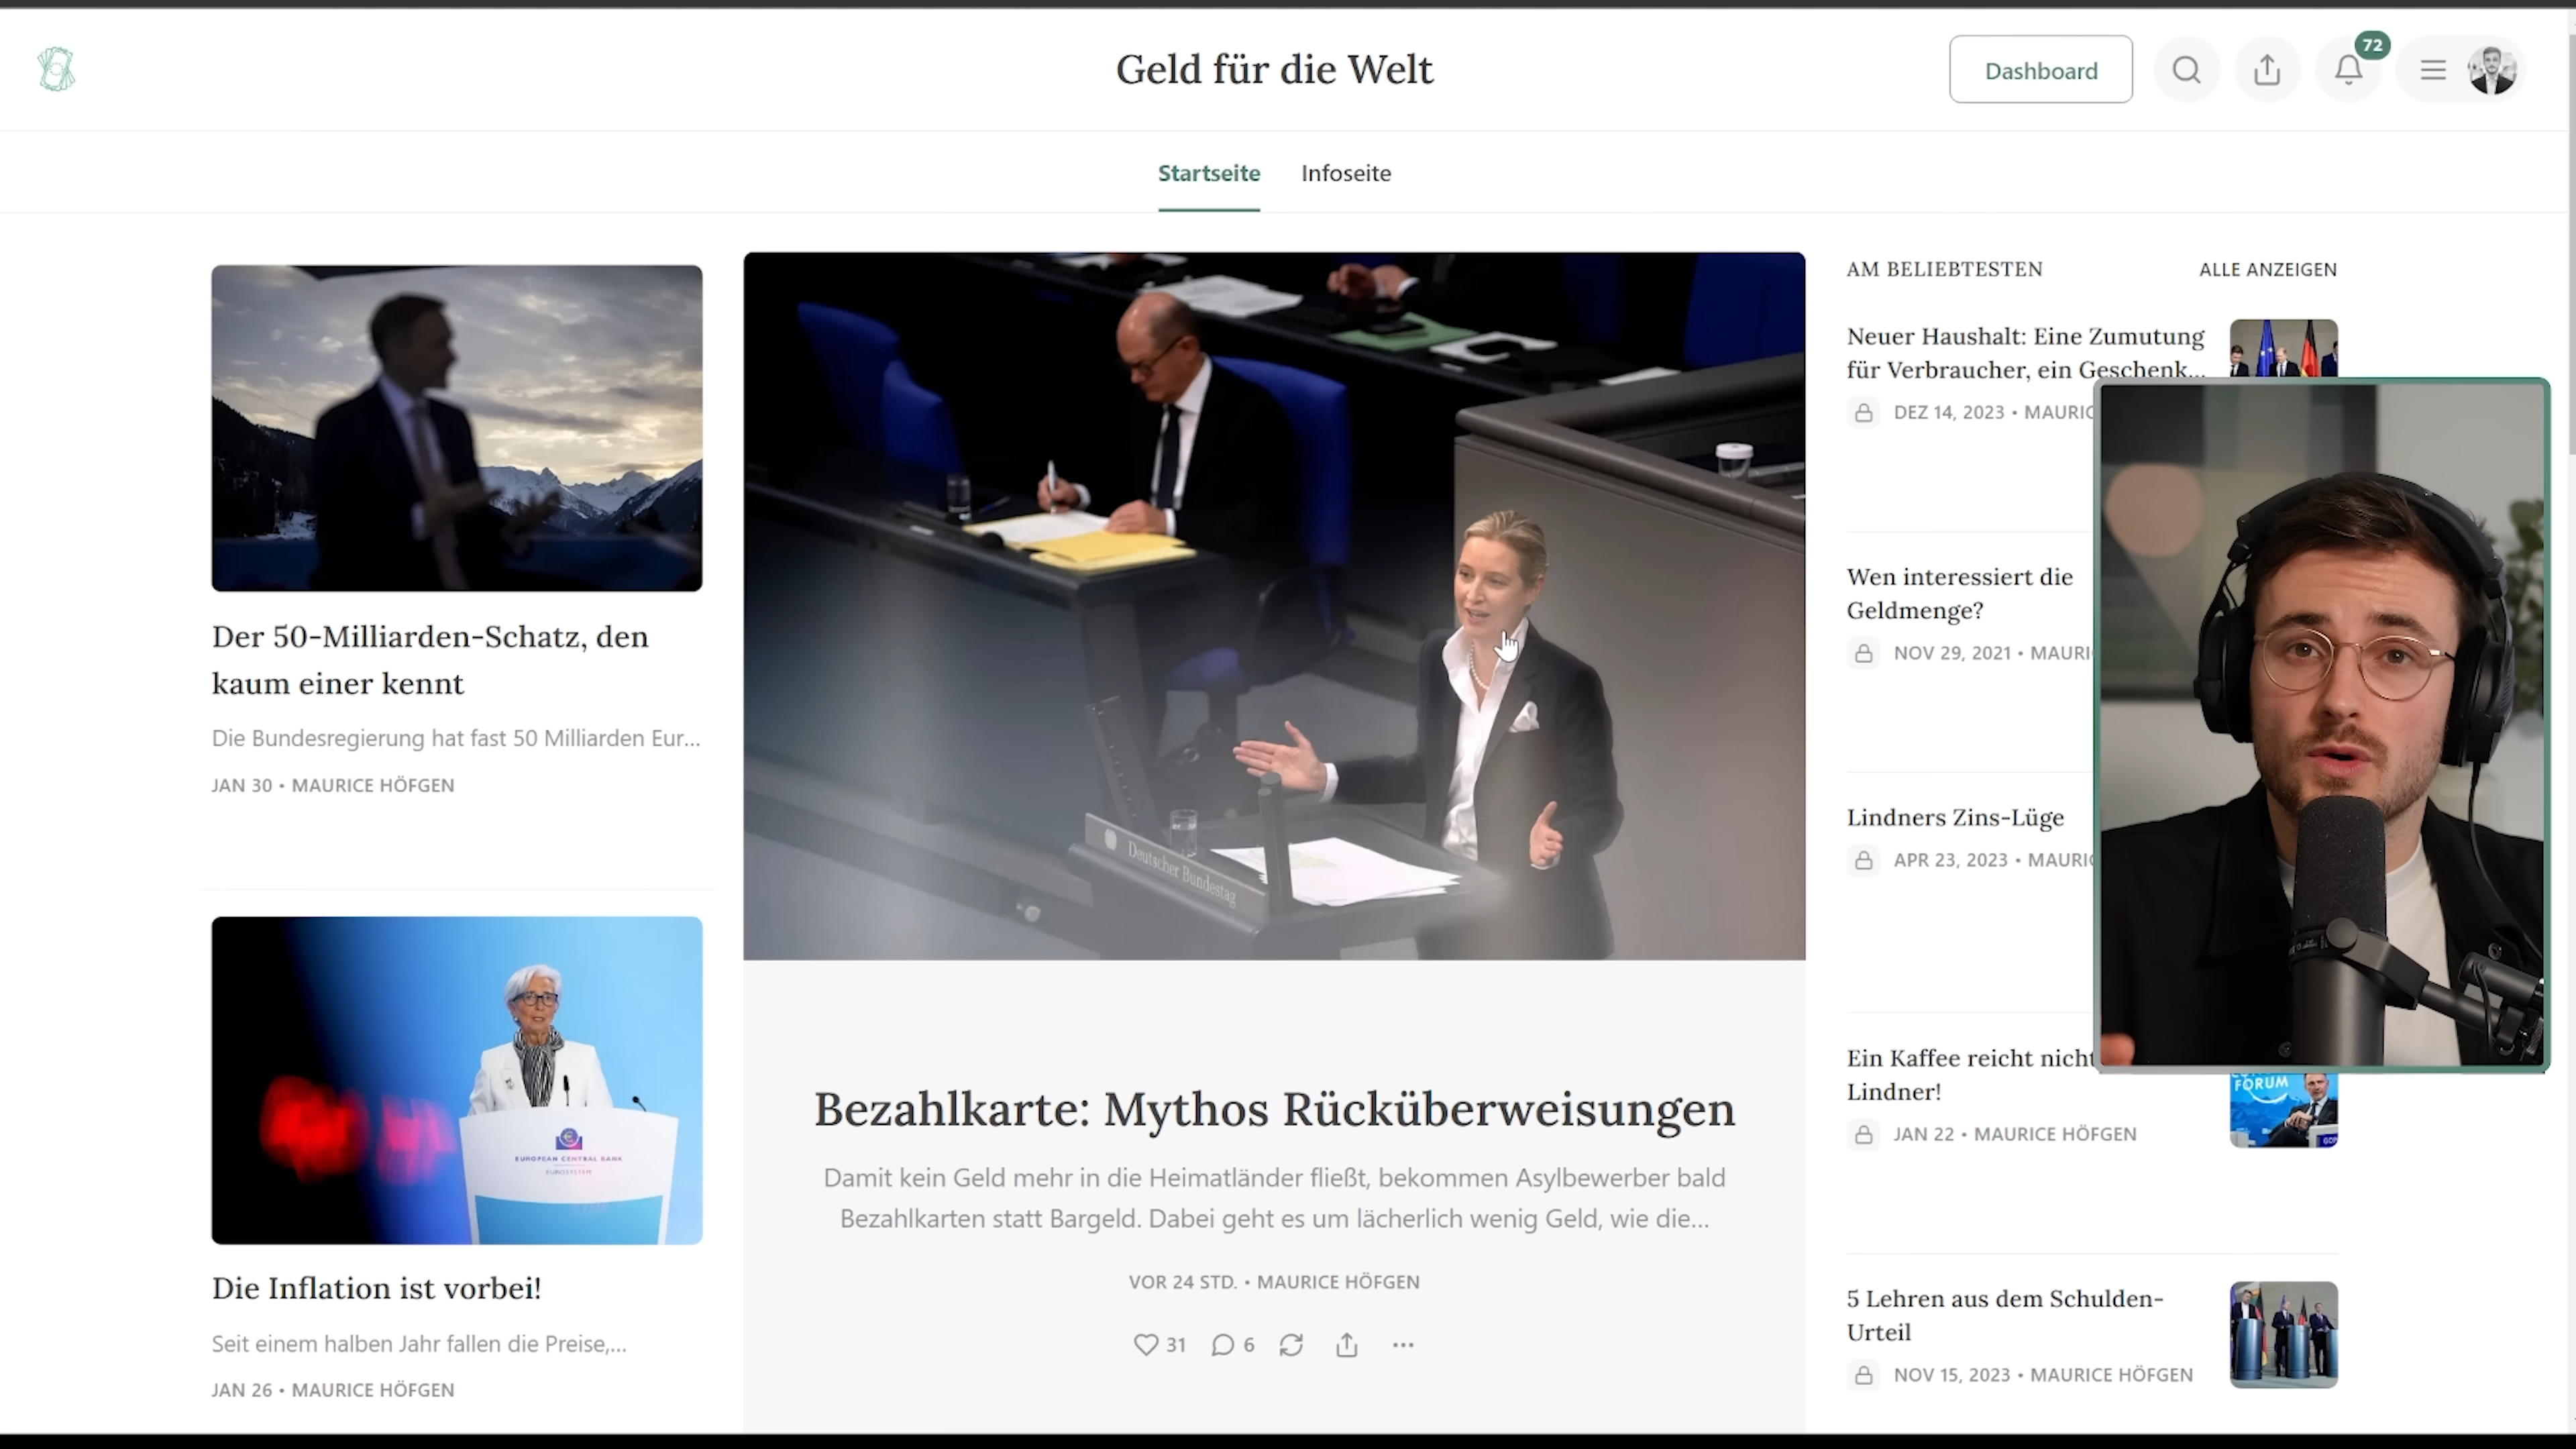 Geld für die Welt
Dashboard
72
Startseite
Infoseite
Der 50-Milliarden-Schatz, den
kaum einer kennt
Die Bundesregierung hat fast 50 Milliarden Eur...
JAN 30 • MAURICE HÖFGEN
EUROPEAN CENTRAL BANK
EUROSYSTEM
Die Inflation ist vorbei!
Seit einem halben Jahr fallen die Preise,...
JAN 26 • MAURICE HÖFGEN
Deutscher Bundestag
Bezahlkarte: Mythos Rücküberweisungen
Damit kein Geld mehr in die Heimatländer fließt, bekommen Asylbewerber bald
Bezahlkarten statt Bargeld. Dabei geht es um lächerlich wenig Geld, wie die...
VOR 24 STD. • MAURICE HÖFGEN
31
6
AM BELIEBTESTEN
ALLE ANZEIGEN
Neuer Haushalt: Eine Zumutung
für Verbraucher, ein Geschenk...
DEZ 14, 2023 • MAURIC
Wen interessiert die
Geldmenge?
NOV 29, 2021 • MAURI
Lindners Zins-Lüge
APR 23, 2023 • MAURI
Ein Kaffee reicht nicht
Lindner!
JAN 22 • MAURICE HÖFGEN
FORUM
5 Lehren aus dem Schulden-
Urteil
NOV 15, 2023 • MAURICE HÖFGEN